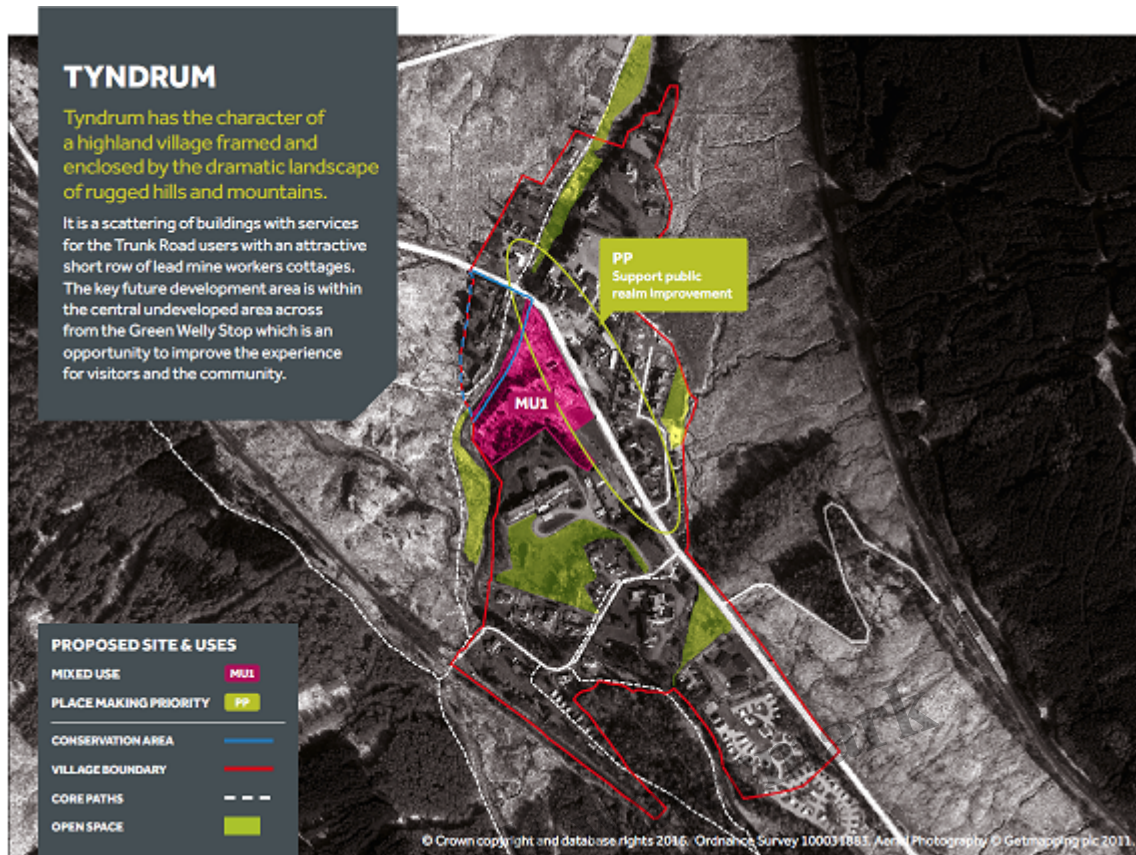 TYNDRUM
Tyndrum has the character of
a highland village framed and
enclosed by the dramatic landscape
of rugged hills and mountains.
It is a scattering of buildings with services
for the Trunk Road users with an attractive
short row of lead mine workers cottages.
The key future development area is within
the central undeveloped area across
from the Green Welly Stop which is an
opportunity to improve the experience
for visitors and the community.
PP
Support public
realm improvement
MU1
PROPOSED SITE & USES
MIXED USE MU1
PLACE MAKING PRIORITY PP
CONSERVATION AREA
VILLAGE BOUNDARY
CORE PATHS
OPEN SPACE
© Crown copyright and database rights 2016. Ordnance Survey 100031883. Aerial Photography © Getmapping plc 2011.